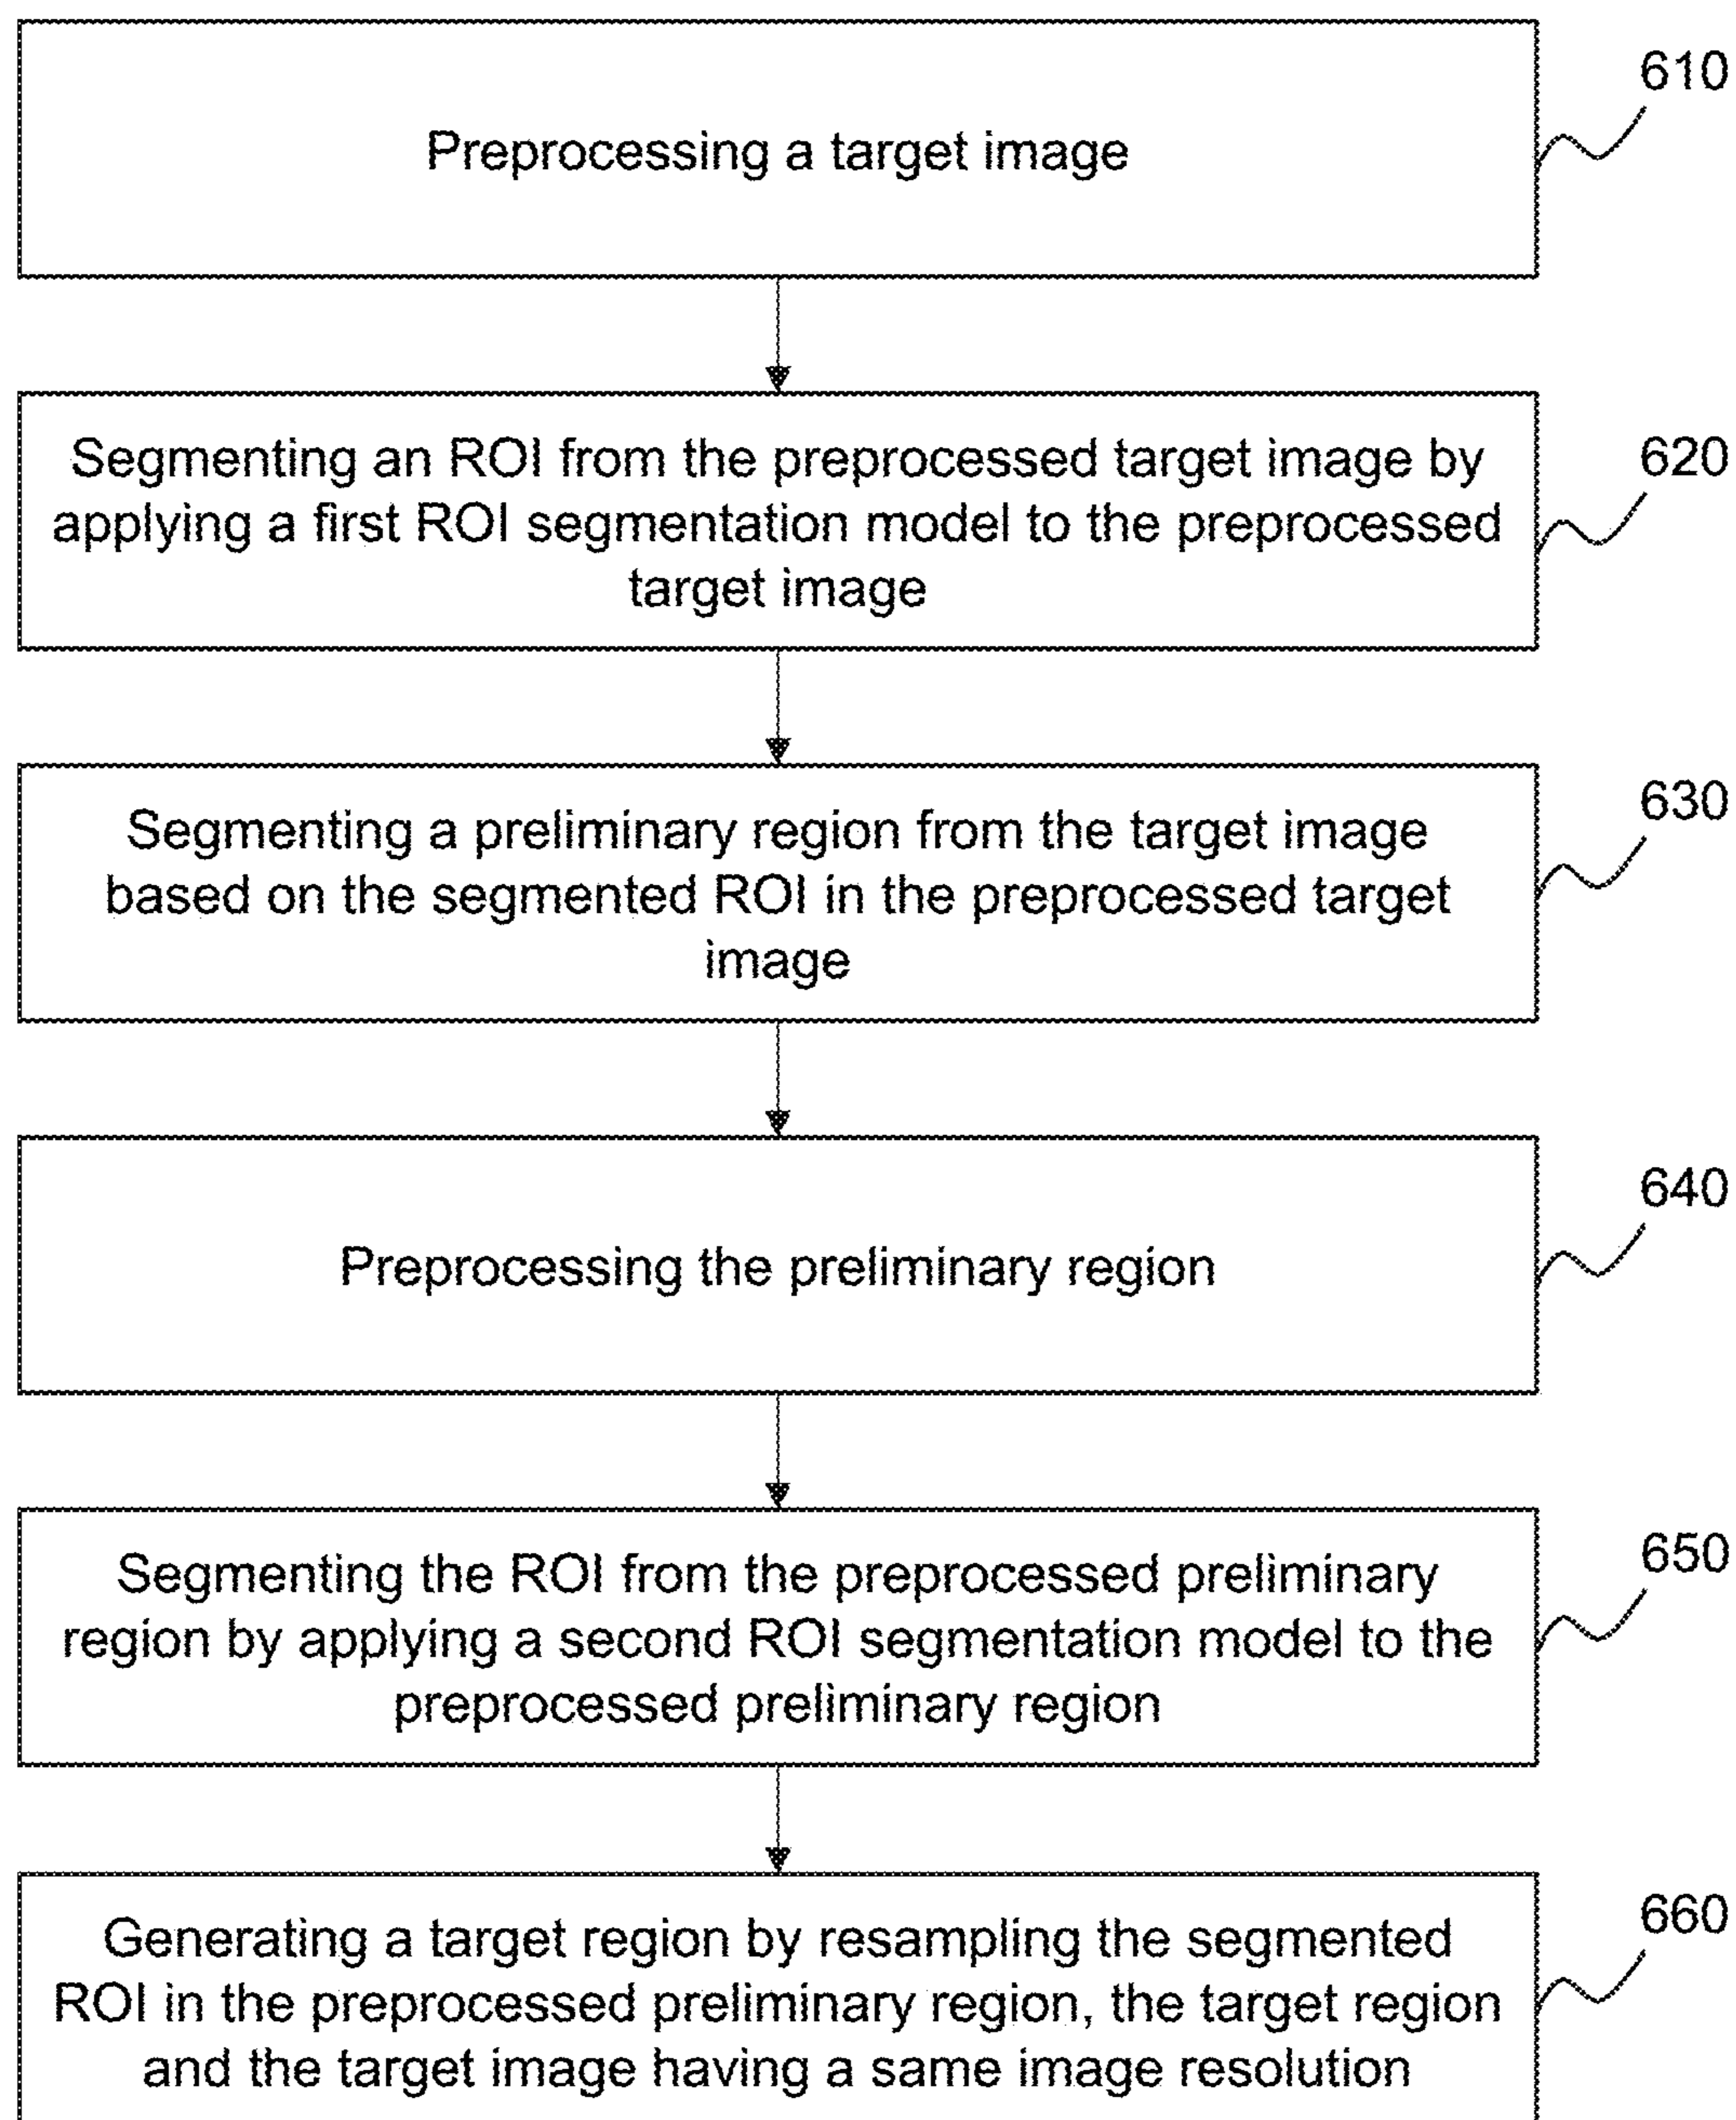 610
Preprocessing a target image
620
Segmenting an ROI from the preprocessed target image by
applying a first ROI segmentation model to the preprocessed
target image
630
Segmenting a preliminary region from the target image
based on the segmented ROI in the preprocessed target
image
640
Preprocessing the preliminary region
650
Segmenting the ROI from the preprocessed preliminary
region by applying a second ROI segmentation model to the
preprocessed preliminary region
660
Generating a target region by resampling the segmented
ROI in the preprocessed preliminary region, the target region
and the target image having a same image resolution